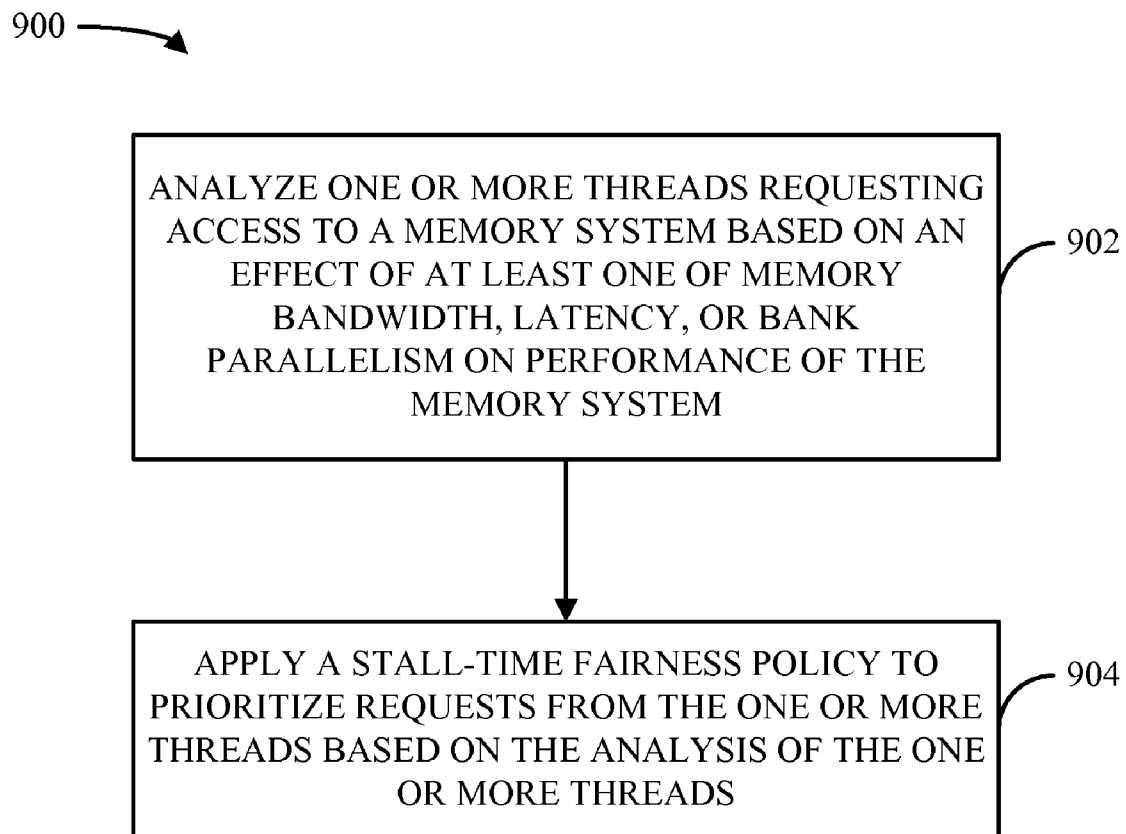 900
ANALYZE ONE OR MORE THREADS REQUESTING
ACCESS TO A MEMORY SYSTEM BASED ON AN
EFFECT OF AT LEAST ONE OF MEMORY
BANDWIDTH, LATENCY, OR BANK
PARALLELISM ON PERFORMANCE OF THE
MEMORY SYSTEM
902
APPLY A STALL-TIME FAIRNESS POLICY TO
PRIORITIZE REQUESTS FROM THE ONE OR MORE
THREADS BASED ON THE ANALYSIS OF THE ONE
OR MORE THREADS
904